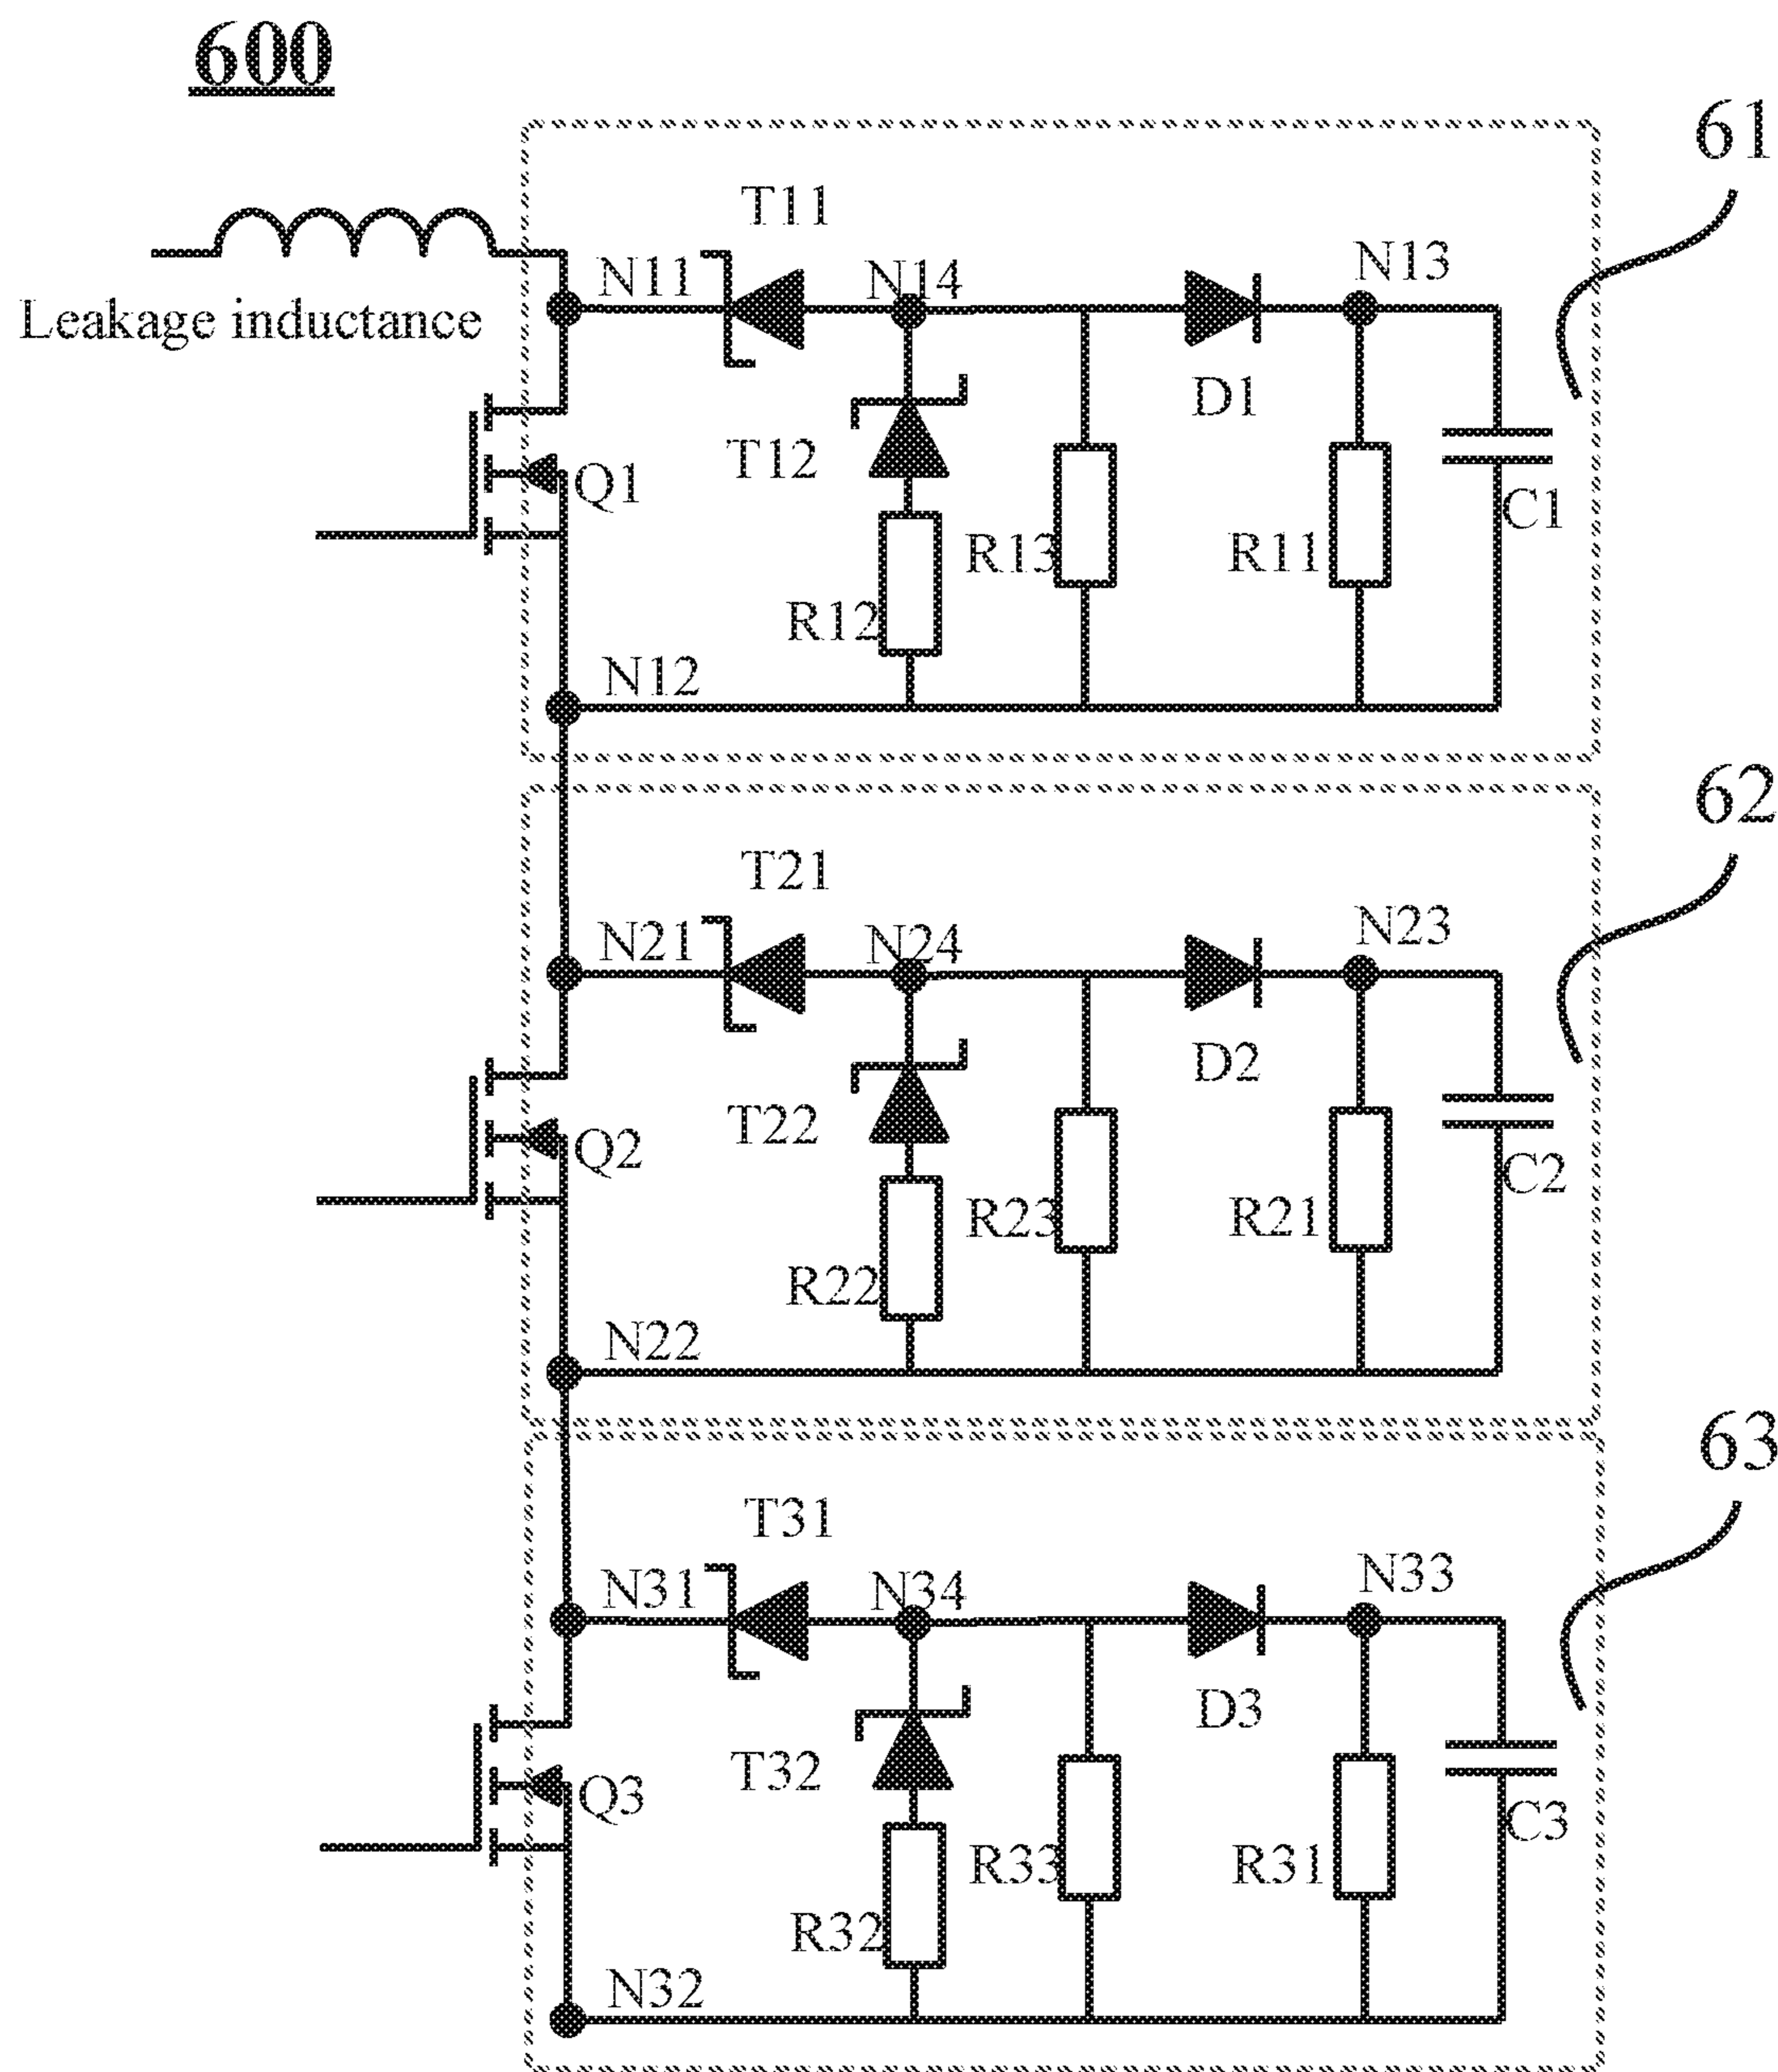 600
61
T11
N11
N14
N13
Leakage inductance
D1
T12
Q1
C1
R13
R11
R12
N12
62
T21
N21
N24
N23
D2
T22
Q2
C2
R23
R21
R22
N22
63
T31
N31
N34
N33
D3
T32
Q3
C3
R33
R31
R32
N32